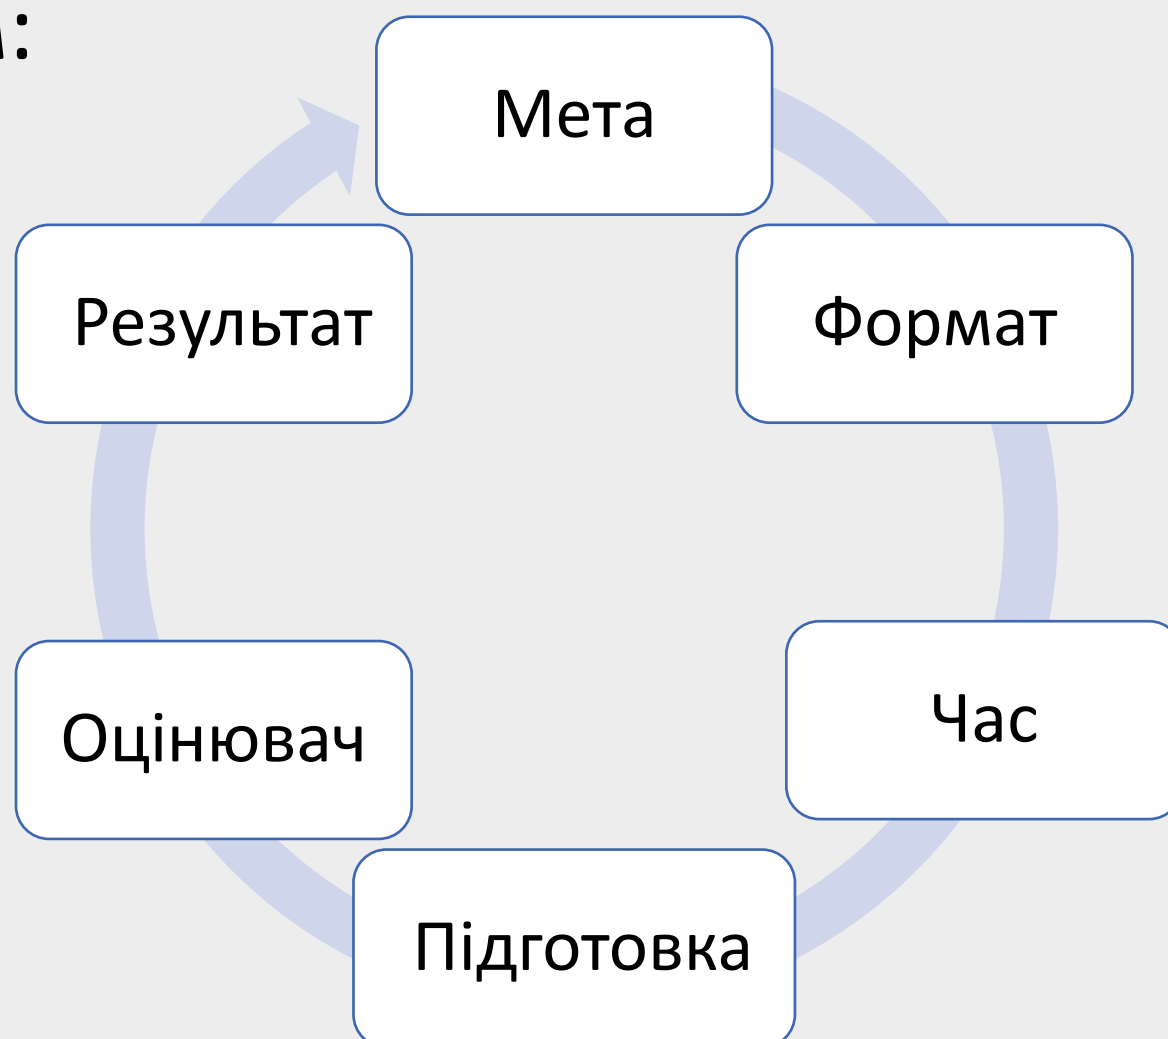 Мета
Формат
Час
Підготовка
Оцінювач
Результат